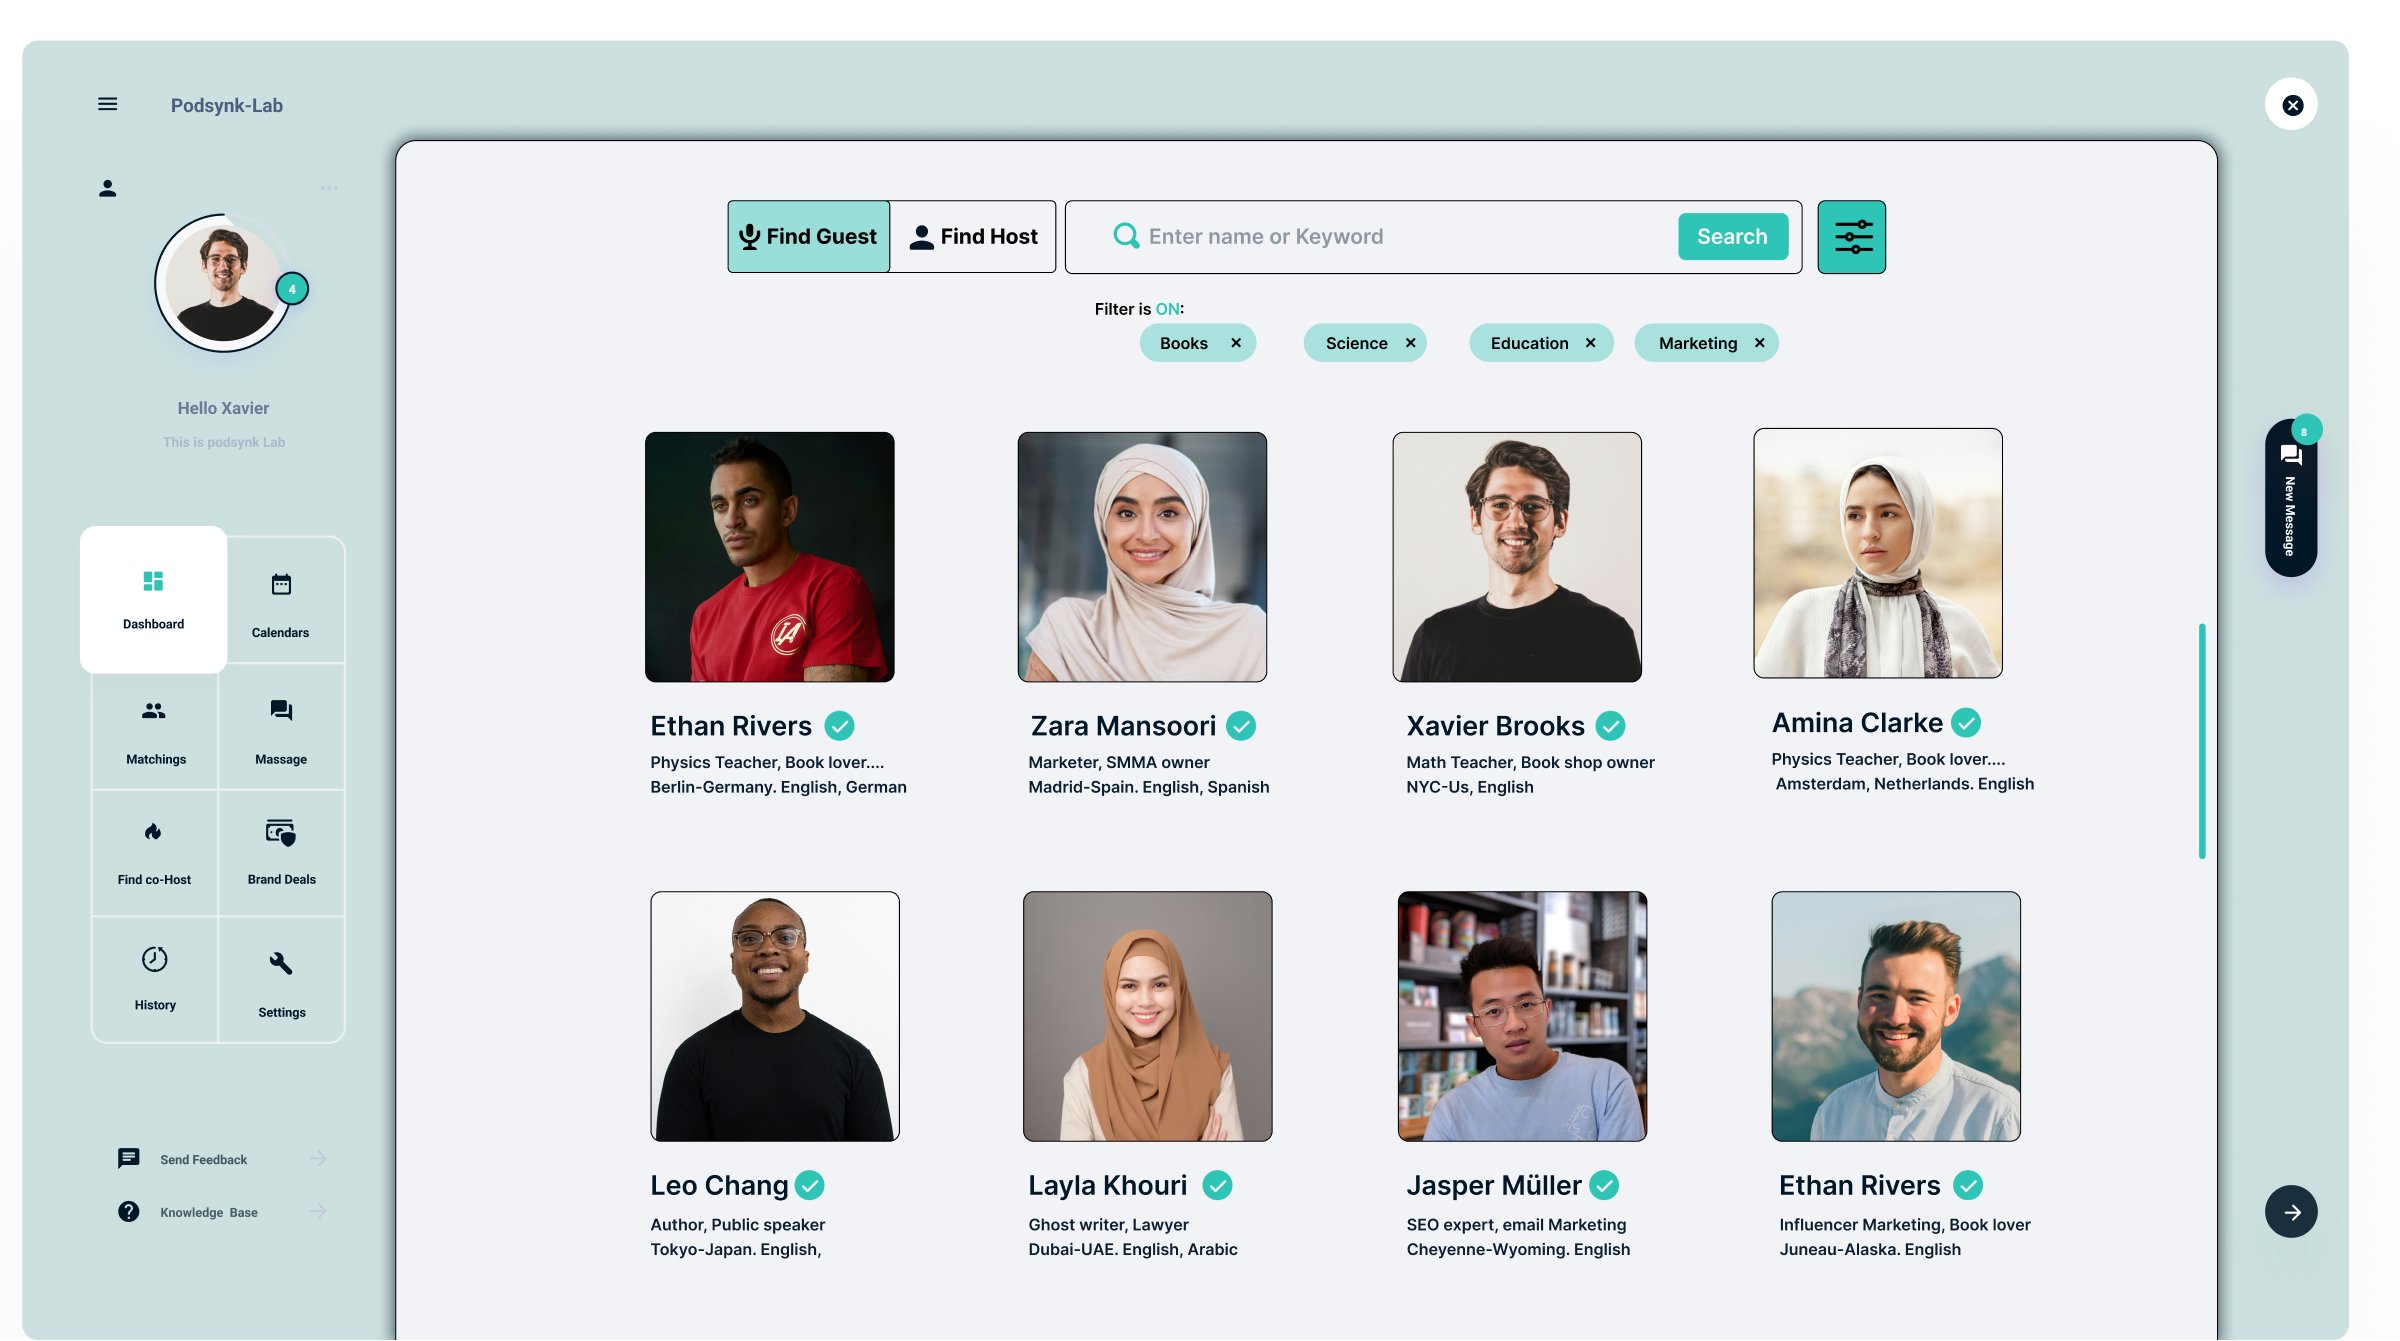 Podsynk-Lab
4
Hello Xavier
This is podsynk Lab
Dashboard
Calendars
Matchings
Massage
Find co-Host
Brand Deals
History
Settings
Send Feedback
Knowledge Base
Find Guest
Find Host
Enter name or Keyword
Search
Filter is ON:
Books ×
Science ×
Education ×
Marketing ×
Ethan Rivers
Physics Teacher, Book lover....
Berlin-Germany. English, German
Zara Mansoori
Marketer, SMMA owner
Madrid-Spain. English, Spanish
Xavier Brooks
Math Teacher, Book shop owner
NYC-Us, English
Amina Clarke
Physics Teacher, Book lover....
Amsterdam, Netherlands. English
Leo Chang
Author, Public speaker
Tokyo-Japan. English,
Layla Khouri
Ghost writer, Lawyer
Dubai-UAE. English, Arabic
Jasper Müller
SEO expert, email Marketing
Cheyenne-Wyoming. English
Ethan Rivers
Influencer Marketing, Book lover
Juneau-Alaska. English
8
New Message